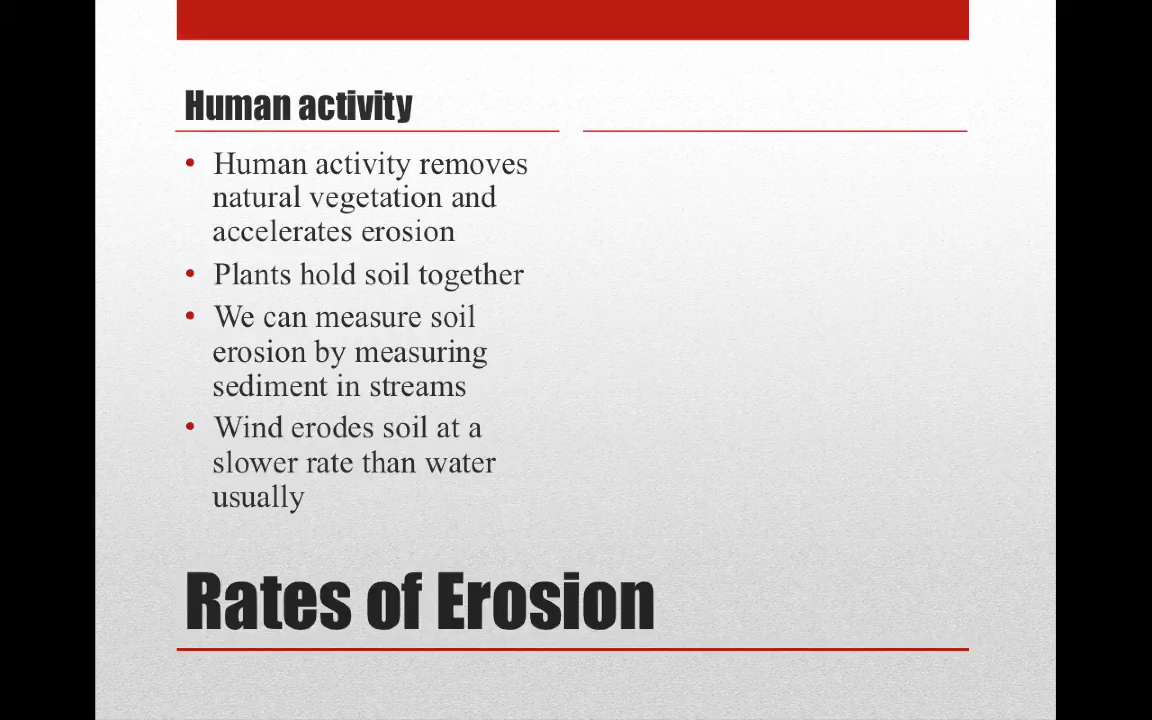 Human activity
• Human activity removes
natural vegetation and
accelerates erosion
• Plants hold soil together
• We can measure soil
erosion by measuring
sediment in streams
• Wind erodes soil at a
slower rate than water
usually
Rates of Erosion